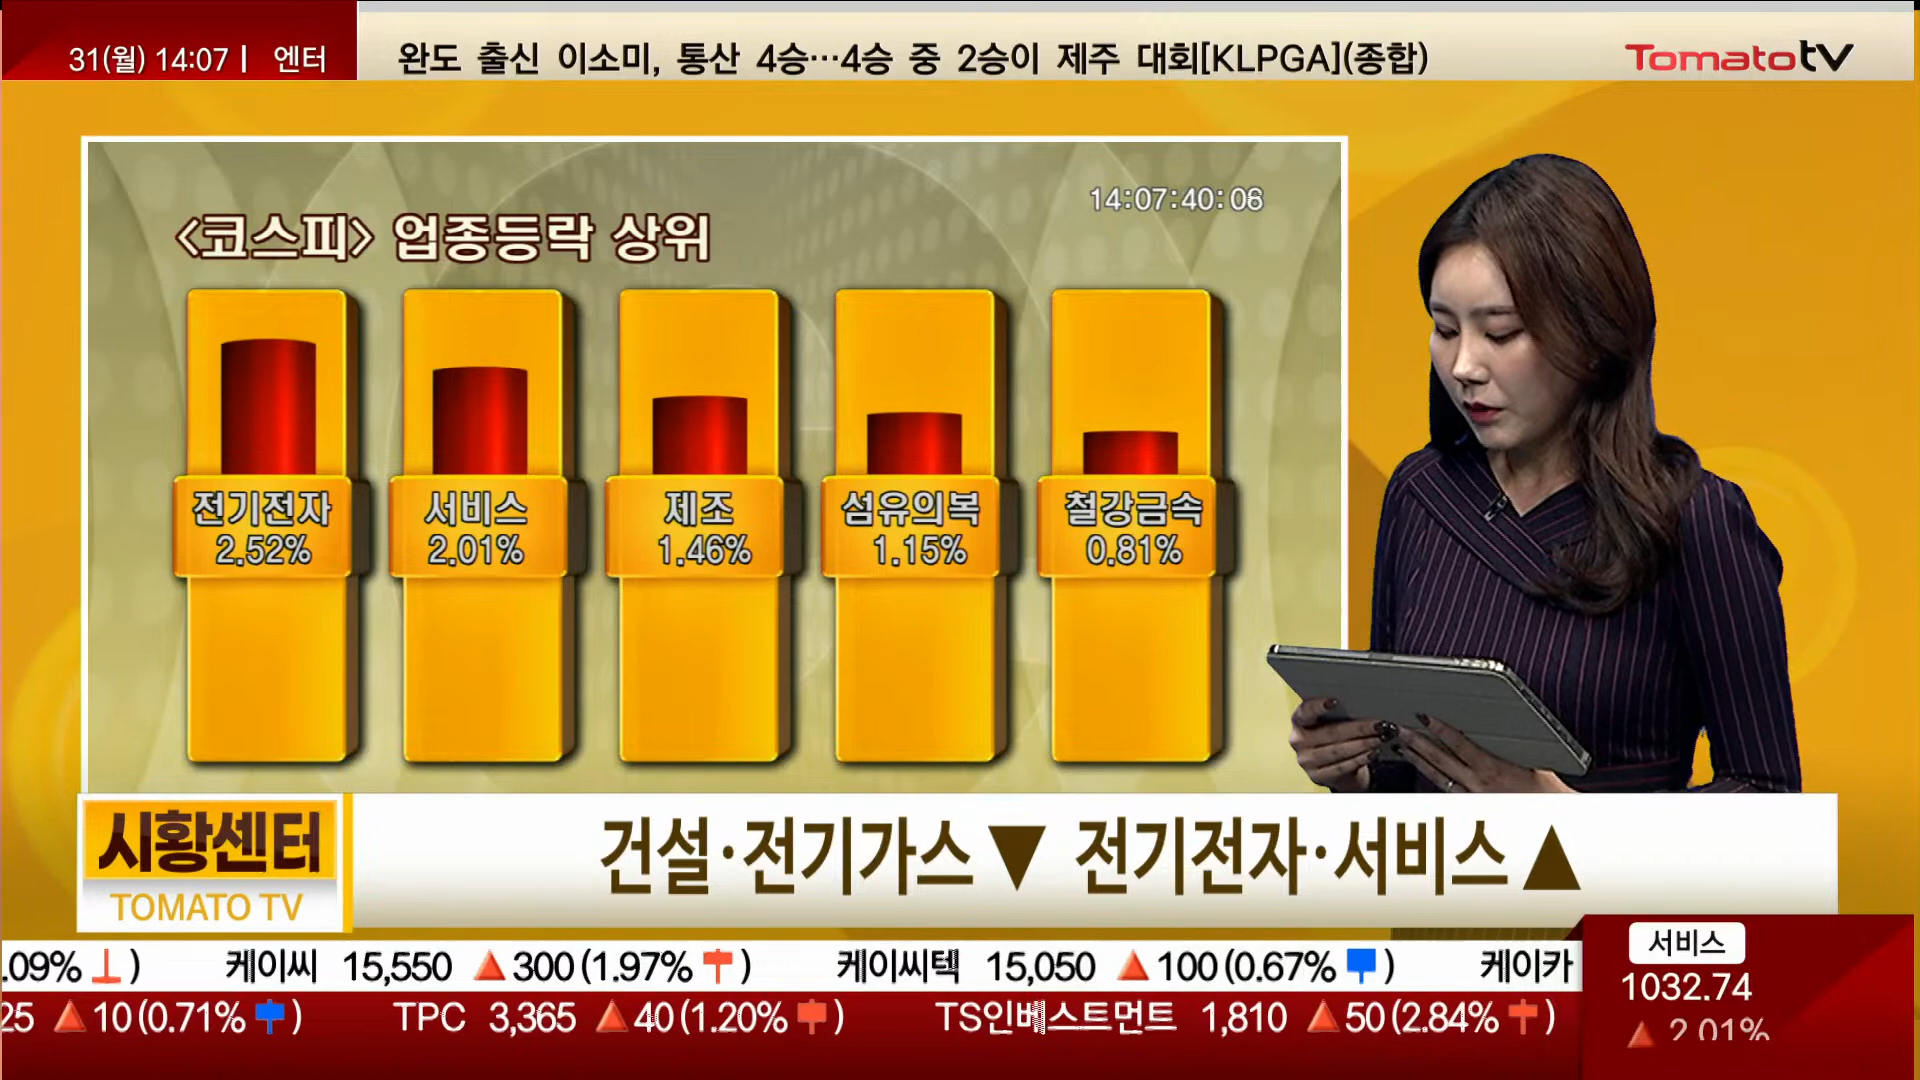 31(월) 14:07 | 엔터
완도 출신 이소미, 통산 4승…4승 중 2승이 제주 대회[KLPGA](종합)
Tomatotv
14:07:40:06
<코스피> 업종등락 상위
전기전자 2.52%
서비스 2.01%
제조 1.46%
섬유의복 1.15%
철강금속 0.81%
시황센터
TOMATO TV
건설·전기가스▼ 전기전자·서비스▲
.09% ) 케이씨 15,550 ▲300(1.97% ) 케이씨텍 15,050 ▲100(0.67% ) 케이카
25 ▲10(0.71% ) TPC 3,365 ▲40(1.20% ) TS인베스트먼트 1,810 ▲50(2.84% )
서비스
1032.74
▲ 2.01%